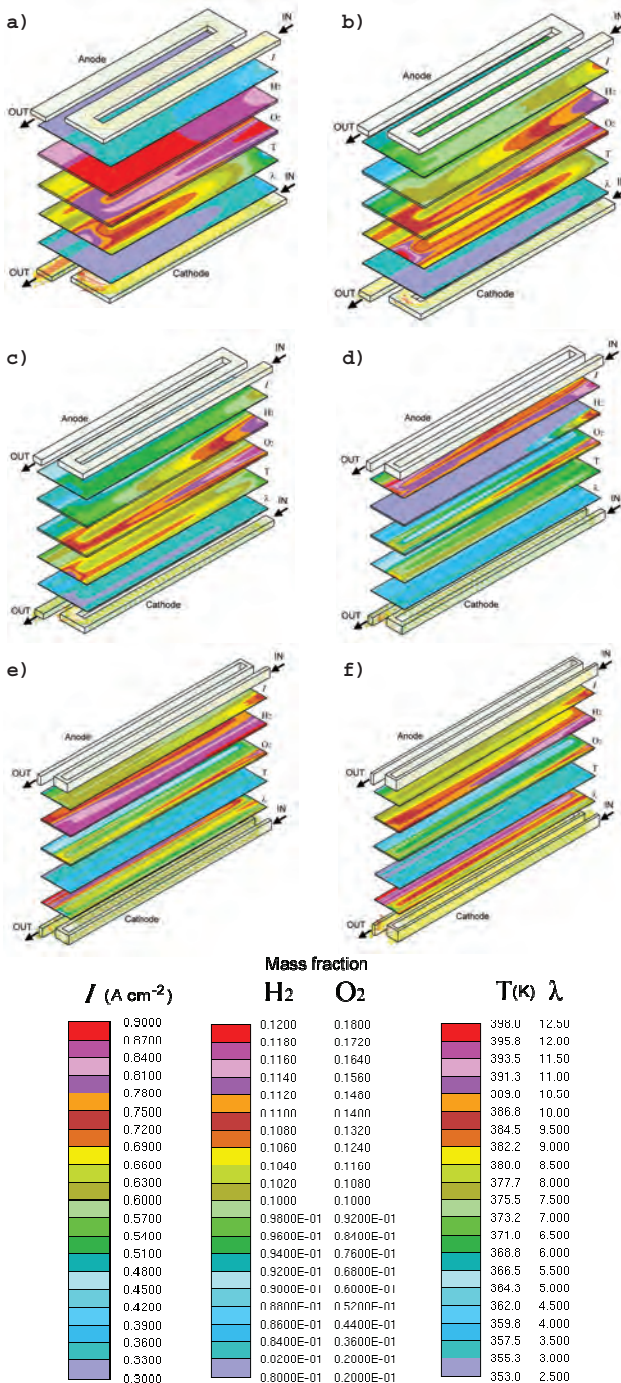 a)
IN
Anode
I
H2
OUT
O2
T
λ
IN
OUT
Cathode
b)
IN
Anode
I
H2
OUT
O2
T
λ
IN
OUT
Cathode
c)
IN
Anode
I
H2
OUT
O2
T
λ
IN
OUT
Cathode
d)
IN
Anode
I
H2
OUT
O2
T
λ
IN
OUT
Cathode
e)
IN
I
Anode
H2
O2
OUT
T
λ
IN
OUT
Cathode
f)
IN
I
Anode
H2
O2
OUT
T
λ
IN
OUT
Cathode
Mass fraction
I (A cm-2) H2 O2 T(K) λ
0.9000 0.1200 0.1800 398.0 12.50
0.8700 0.1180 0.1720 395.8 12.00
0.8400 0.1160 0.1640 393.5 11.50
0.8100 0.1140 0.1560 391.3 11.00
0.7800 0.1120 0.1480 309.0 10.50
0.7500 0.1100 0.1400 386.8 10.00
0.7200 0.1080 0.1320 384.5 9.500
0.6900 0.1060 0.1240 382.2 9.000
0.6600 0.1040 0.1160 380.0 8.500
0.6300 0.1020 0.1080 377.7 8.000
0.6000 0.1000 0.1000 375.5 7.500
0.5700 0.9800E-01 0.9200E-01 373.2 7.000
0.5400 0.9600E-01 0.8400E-01 371.0 6.500
0.5100 0.9400E-01 0.7600E-01 368.8 6.000
0.4800 0.9200E-01 0.6800E-01 366.5 5.500
0.4500 0.9000E-01 0.6000E-01 364.3 5.000
0.4200 0.8800E-01 0.5200E-01 362.0 4.500
0.3900 0.8600E-01 0.4400E-01 359.8 4.000
0.3600 0.8400E-01 0.3600E-01 357.5 3.500
0.3300 0.0200E-01 0.2000E-01 355.3 3.000
0.3000 0.8000E-01 0.2000E-01 353.0 2.500